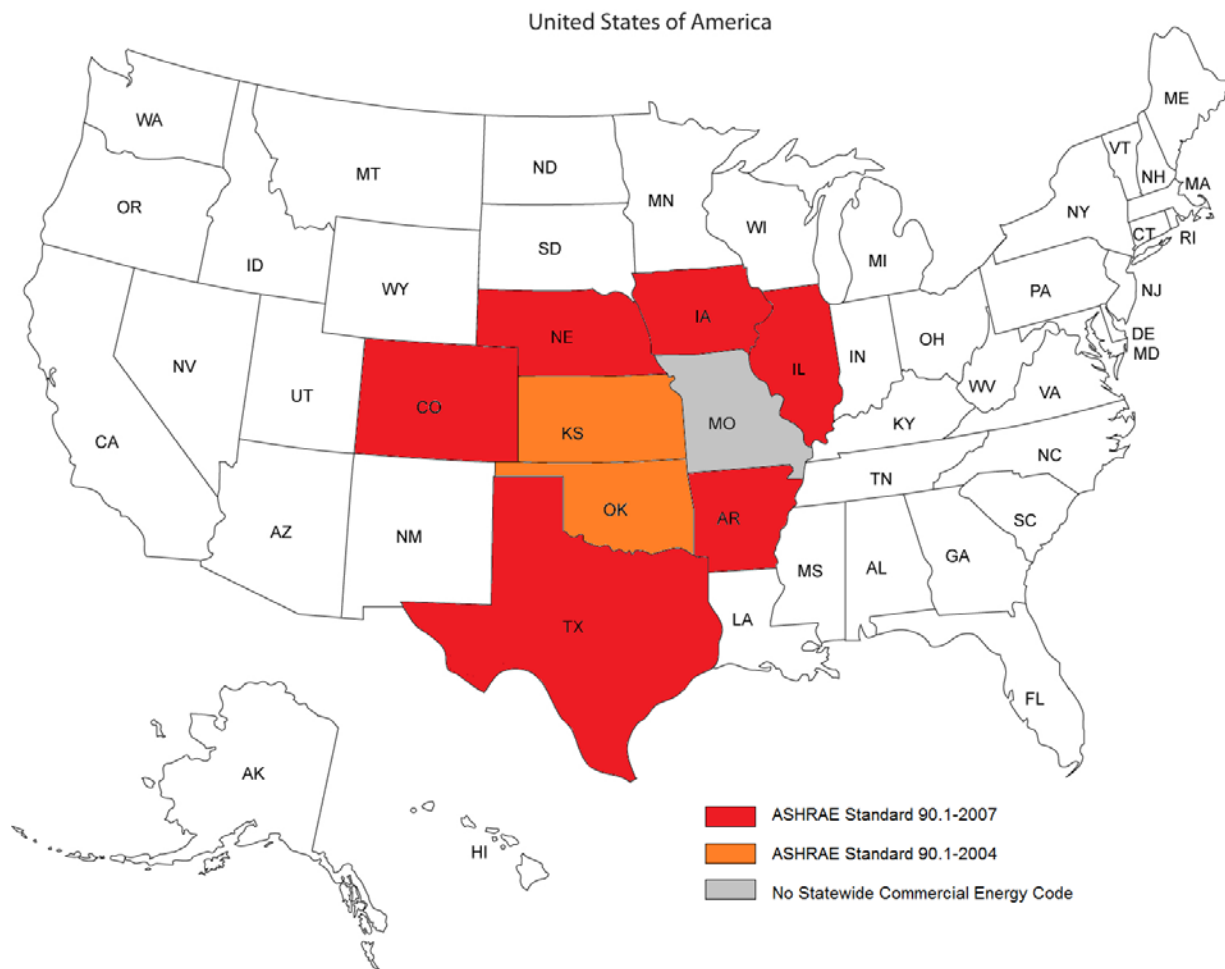 United States of America
WA
OR
CA
NV
ID
MT
WY
UT
AZ
CO
NM
ND
SD
NE
KS
OK
TX
MN
IA
MO
AR
LA
WI
IL
MI
IN
OH
KY
TN
MS
AL
GA
FL
SC
NC
VA
WV
PA
NY
VT
NH
ME
MA
CT
RI
NJ
DE
MD
AK
HI
ASHRAE Standard 90.1-2007
ASHRAE Standard 90.1-2004
No Statewide Commercial Energy Code